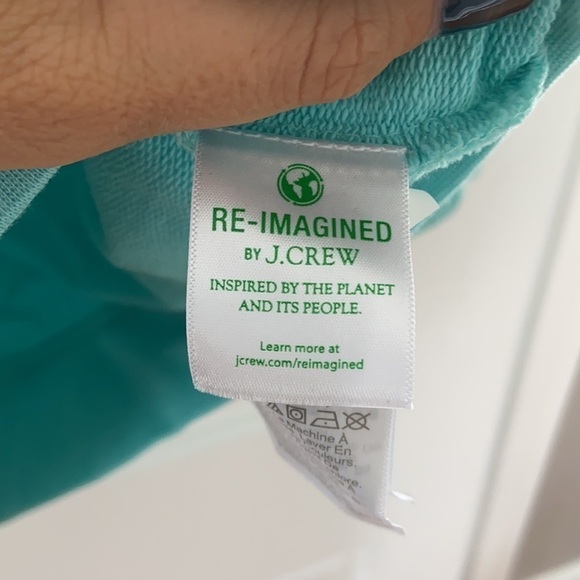 RE-IMAGINED
BY J.CREW
INSPIRED BY THE PLANET
AND ITS PEOPLE.
Learn more at
jcrew.com/reimagined
Machine À
Laver En